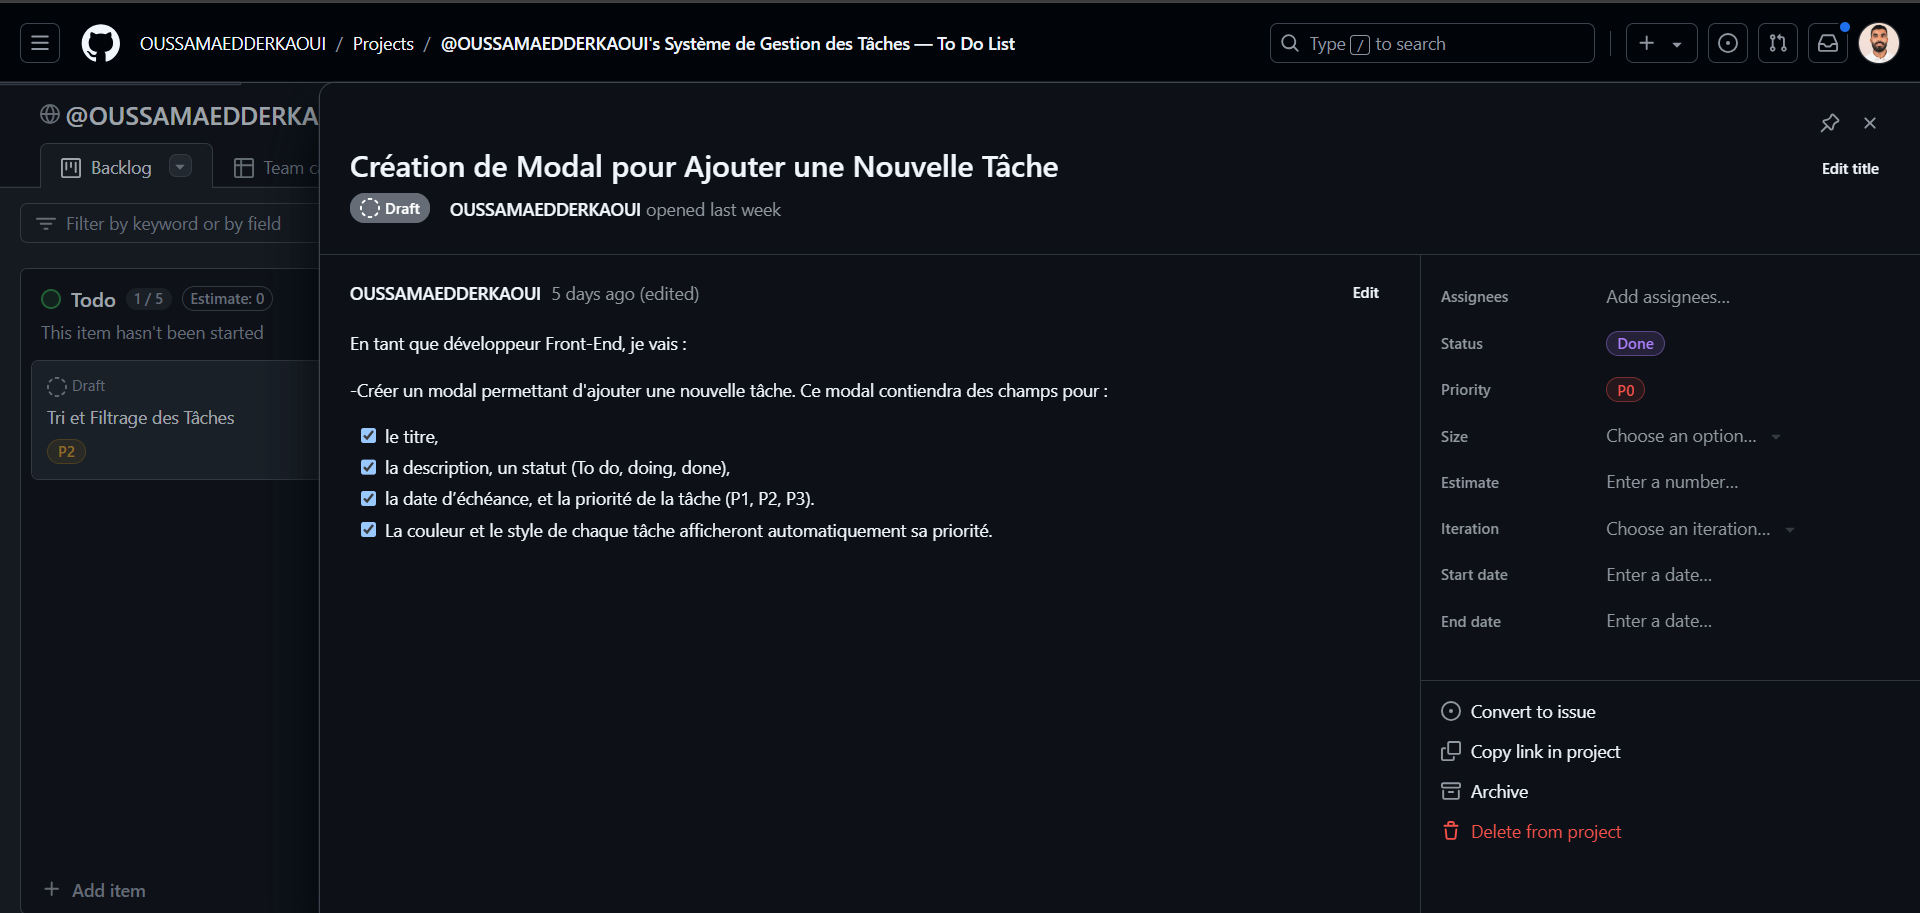 OUSSAMAEDDERKAOUI / Projects / @OUSSAMAEDDERKAOUI's Système de Gestion des Tâches — To Do List
Type / to search
@OUSSAMAEDDERKA
Backlog
Team c
Filter by keyword or by field
Todo 1 / 5 Estimate: 0
This item hasn't been started
Draft
Tri et Filtrage des Tâches
P2
Add item
Création de Modal pour Ajouter une Nouvelle Tâche
Edit title
Draft
OUSSAMAEDDERKAOUI opened last week
OUSSAMAEDDERKAOUI 5 days ago (edited)
Edit
En tant que développeur Front-End, je vais :
-Créer un modal permettant d'ajouter une nouvelle tâche. Ce modal contiendra des champs pour :
le titre,
la description, un statut (To do, doing, done),
la date d’échéance, et la priorité de la tâche (P1, P2, P3).
La couleur et le style de chaque tâche afficheront automatiquement sa priorité.
Assignees Add assignees...
Status Done
Priority P0
Size Choose an option...
Estimate Enter a number...
Iteration Choose an iteration...
Start date Enter a date...
End date Enter a date...
Convert to issue
Copy link in project
Archive
Delete from project